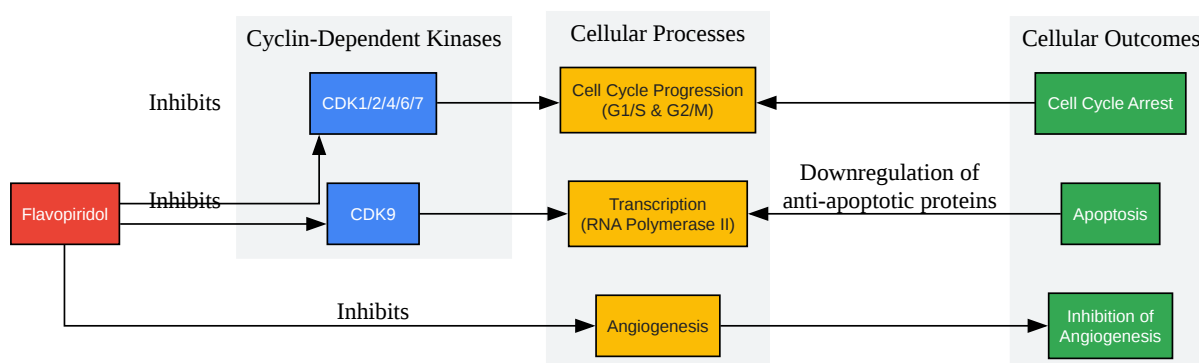 Cyclin-Dependent Kinases
Cellular Processes
Cellular Outcomes
Inhibits
CDK1/2/4/6/7
Cell Cycle Progression
(G1/S & G2/M)
Cell Cycle Arrest
Flavopiridol
Inhibits
CDK9
Transcription
(RNA Polymerase II)
Downregulation of
anti-apoptotic proteins
Apoptosis
Inhibits
Angiogenesis
Inhibition of
Angiogenesis